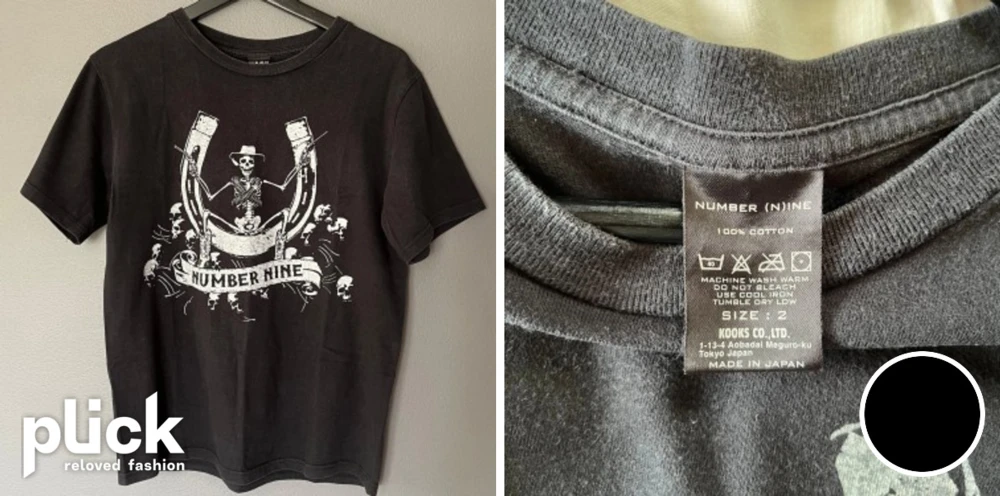 NUMBER NINE
plick
reloved fashion
NUMBER (N)INE
100% COTTON
MACHINE WASH WARM
DO NOT BLEACH
USE COOL IRON
TUMBLE DRY LOW
SIZE : 2
KOOKS CO.,LTD.
1-13-4 Aobadai Meguro-ku
Tokyo Japan
MADE IN JAPAN